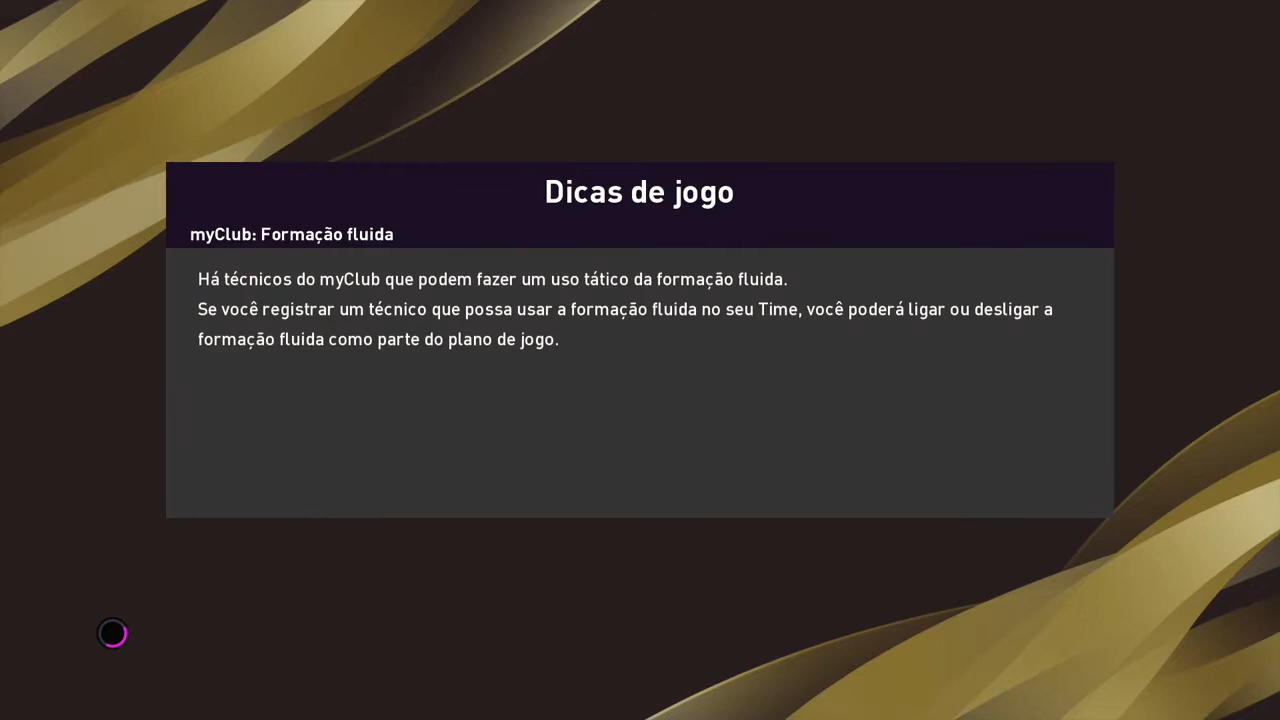 Dicas de jogo
myClub: Formação fluida
Há técnicos do myClub que podem fazer um uso tático da formação fluida.
Se você registrar um técnico que possa usar a formação fluida no seu Time, você poderá ligar ou desligar a
formação fluida como parte do plano de jogo.